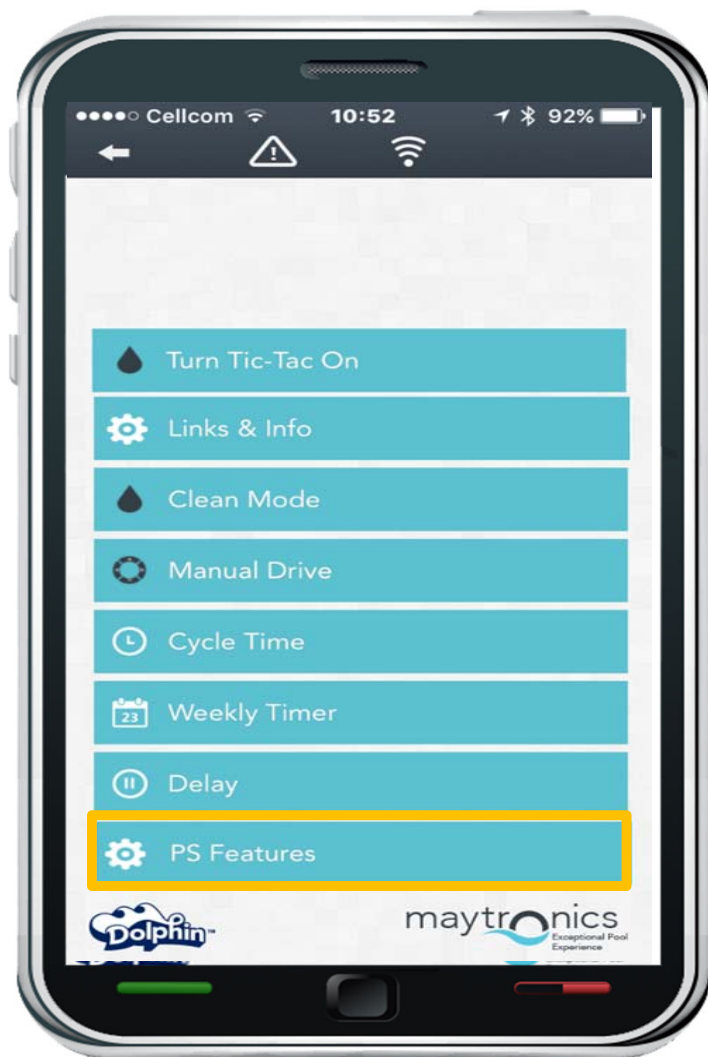 Cellcom 10:52 92%
Turn Tic-Tac On
Links & Info
Clean Mode
Manual Drive
Cycle Time
23 Weekly Timer
Delay
PS Features
Dolphin™ maytronics
Exceptional Pool
Experience